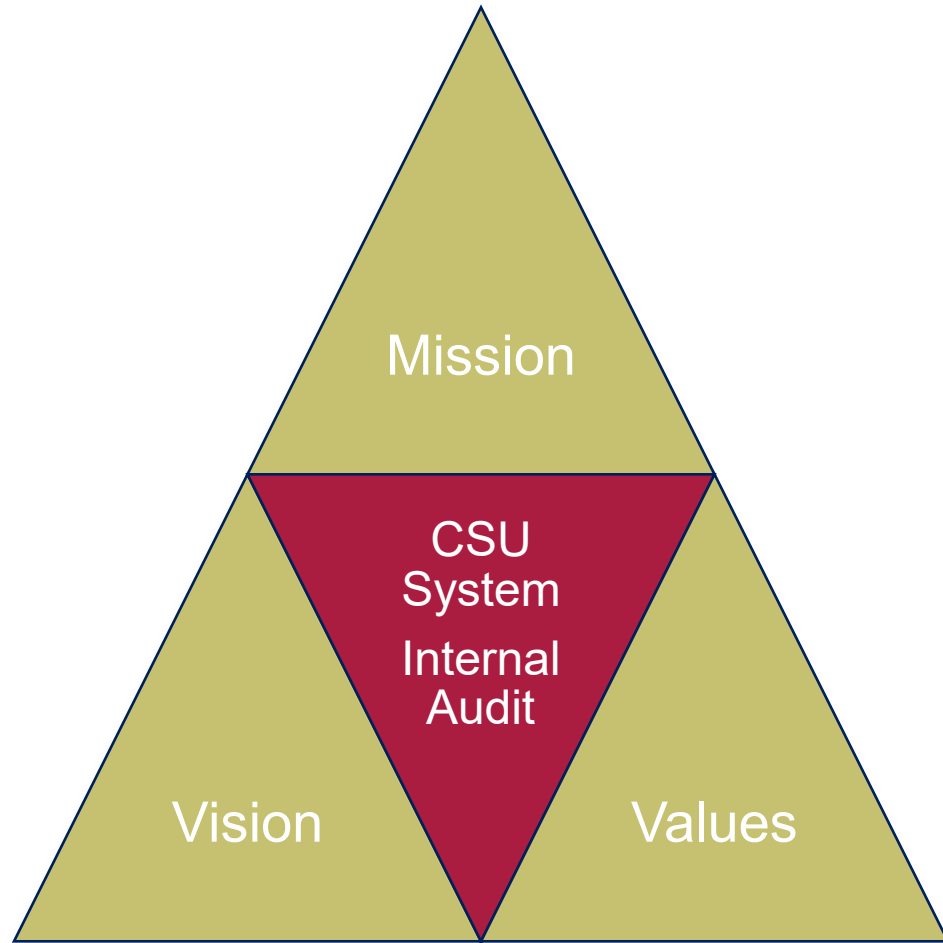 Mission
CSU
System
Internal
Audit
Vision
Values